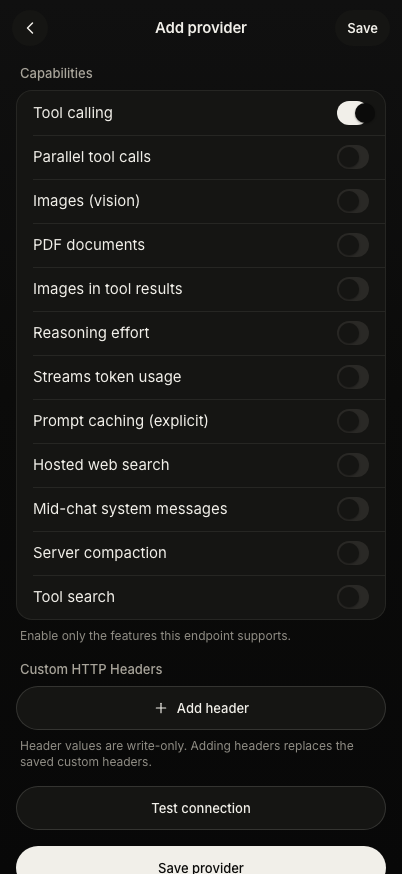 Add provider
Save
Capabilities
Tool calling
Parallel tool calls
Images (vision)
PDF documents
Images in tool results
Reasoning effort
Streams token usage
Prompt caching (explicit)
Hosted web search
Mid-chat system messages
Server compaction
Tool search
Enable only the features this endpoint supports.
Custom HTTP Headers
+ Add header
Header values are write-only. Adding headers replaces the
saved custom headers.
Test connection
Save provider